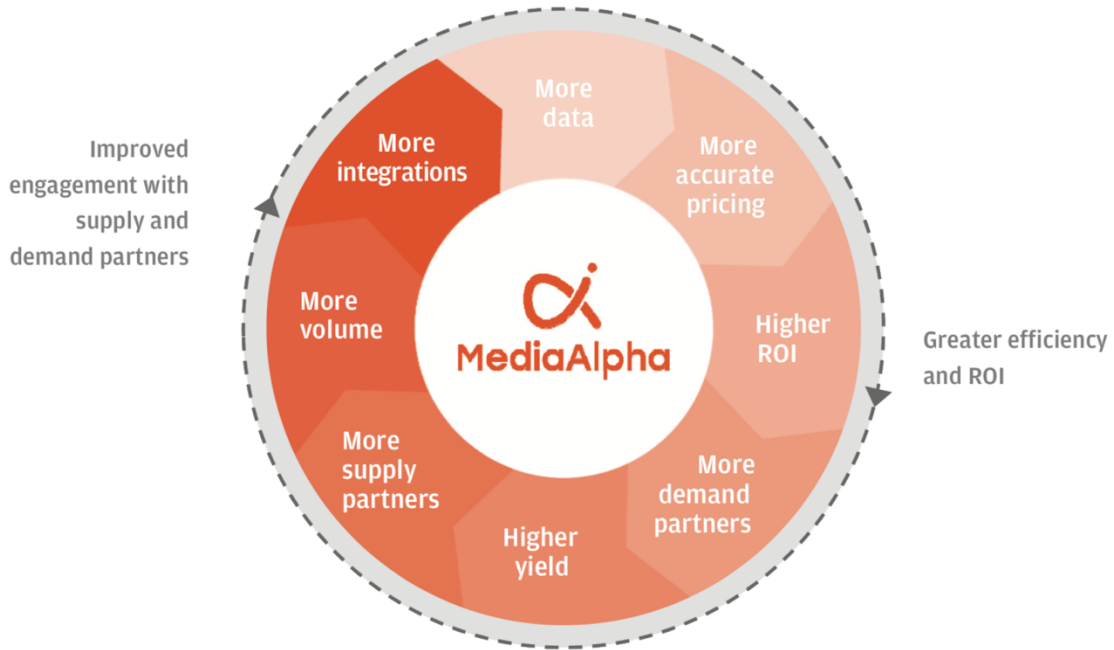 More
data
More
accurate
pricing
Higher
ROI
More
demand
partners
Higher
yield
More
supply
partners
More
volume
More
integrations
MediaAlpha
Improved
engagement with
supply and
demand partners
Greater efficiency
and ROI